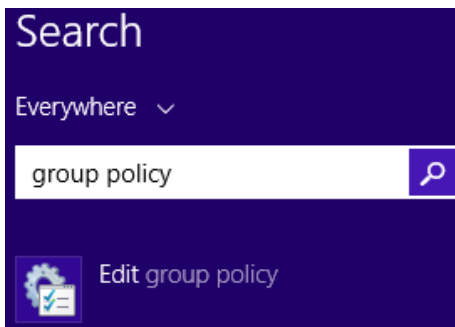 Search
Everywhere
group policy
Edit group policy